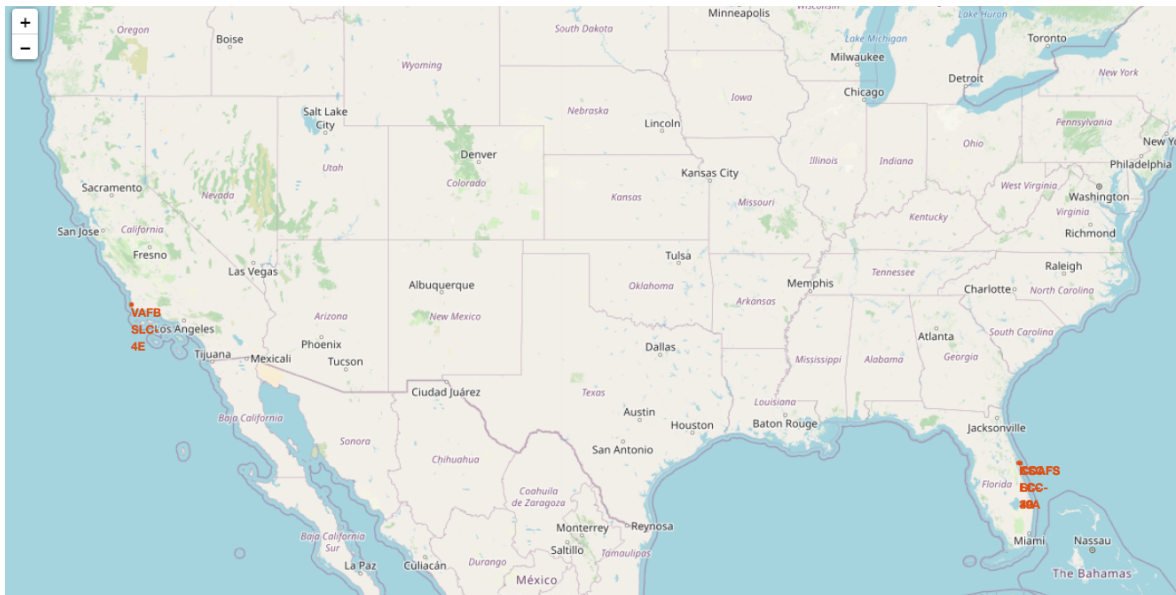 +
−
Oregon
Boise
Wyoming
South Dakota
Minneapolis
Wisconsin
Lake Michigan
Lake Huron
Toronto
Milwaukee
Detroit
New York
Chicago
Iowa
Nebraska
Lincoln
Salt Lake
City
Utah
Denver
Colorado
Sacramento
Nevada
Kansas
Kansas City
Missouri
Illinois
Indiana
Ohio
Pennsylvania
New Yo
Philadelphia
West Virginia
Washington
Virginia
Richmond
Kentucky
San Jose
California
Fresno
Las Vegas
Tulsa
Oklahoma
Albuquerque
New Mexico
Arizona
Phoenix
Tucson
Memphis
Arkansas
Tennessee
Raleigh
Charlotte
North Carolina
South Carolina
Atlanta
Georgia
Alabama
Mississippi
VAFB
SLC-
4E
Los Angeles
Tijuana
Mexicali
Dallas
Texas
Ciudad Juárez
Austin
Houston
San Antonio
Louisiana
Baton Rouge
Jacksonville
Florida
Miami
Nassau
The Bahamas
Baja California
Sonora
Chihuahua
Coahuila
de Zaragoza
Monterrey
Reynosa
Saltillo
Tamaulipas
Baja California
Sur
La Paz
Culiacán
Durango
México